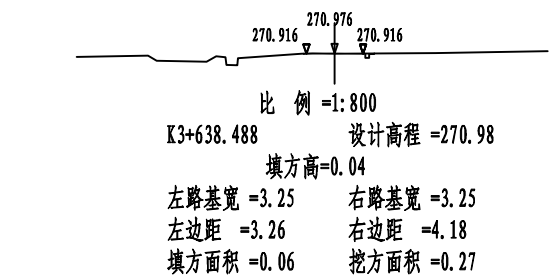 270.976
270.916 270.916
比 例 =1:800
K3+638.488 设计高程 =270.98
填方高=0.04
左路基宽 =3.25 右路基宽 =3.25
左边距 =3.26 右边距 =4.18
填方面积 =0.06 挖方面积 =0.27